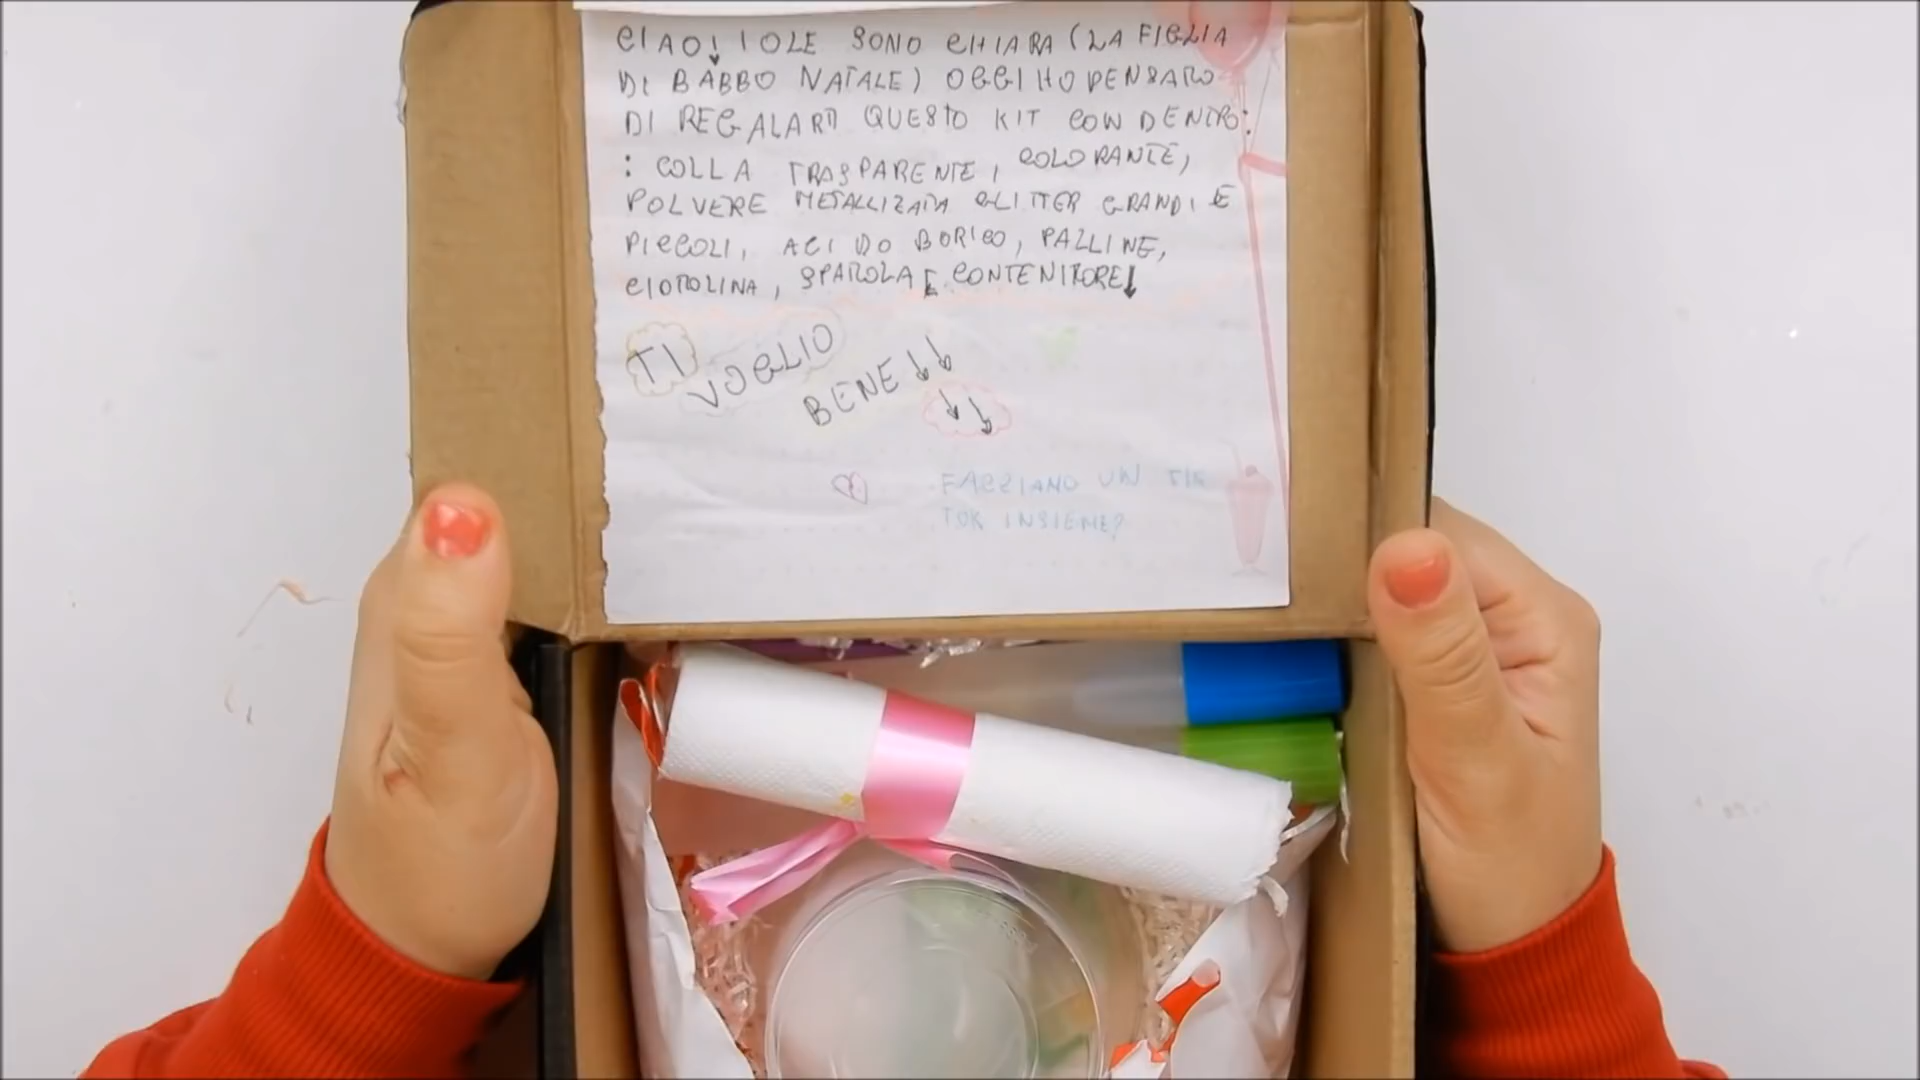 CIAO! IOLE SONO CHIARA (LA FIGLIA
DI BABBO NATALE) OGGI HO PENSATO
DI REGALARTI QUESTO KIT CON DENTRO:
: COLLA TRASPARENTE, COLORANTE,
POLVERE METALLIZATA GLITTER GRANDI E
PICCOLI, ACIDO BORICO, PALLINE,
CIOTOLINA, SPATOLA E CONTENITORE!
TI VOGLIO BENE !!
!!
FACCIAMO UN TIK
TOK INSIEME?